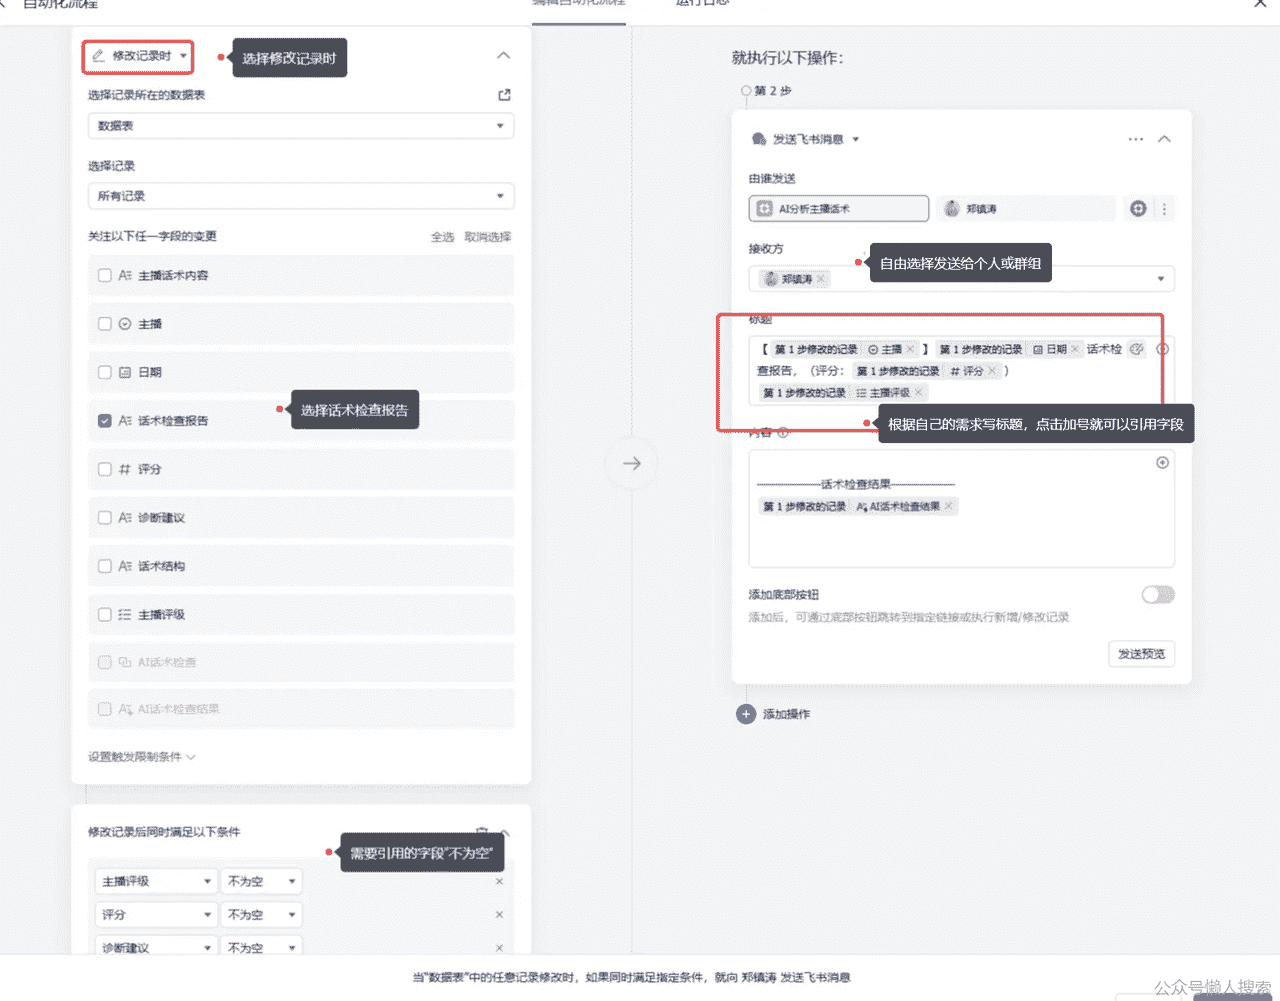 自动化流程
编辑自动化流程
运行日志
修改记录时
选择修改记录时
选择记录所在的数据表
数据表
选择记录
所有记录
关注以下任一字段的变更
全选 取消选择
主播话术内容
主播
日期
话术检查报告
选择话术检查报告
评分
诊断建议
话术结构
主播评级
AI话术检查
AI话术检查结果
设置触发限制条件
修改记录后同时满足以下条件
需要引用的字段"不为空"
主播评级 不为空
评分 不为空
诊断建议 不为空
就执行以下操作：
第 2 步
发送飞书消息
由谁发送
AI分析主播话术 郑镇涛
接收方
自由选择发送给个人或群组
郑镇涛
标题
【 第 1 步修改的记录 主播 】 第 1 步修改的记录 日期 话术检
查报告，（评分： 第 1 步修改的记录 # 评分 ）
第 1 步修改的记录 主播评级
根据自己的需求写标题，点击加号就可以引用字段
内容
——————话术检查结果——————
第 1 步修改的记录 AI话术检查结果
添加底部按钮
添加后，可通过底部按钮跳转到指定链接或执行新增/修改记录
发送预览
添加操作
当"数据表"中的任意记录修改时，如果同时满足指定条件，就向 郑镇涛 发送飞书消息
公众号懒人搜索